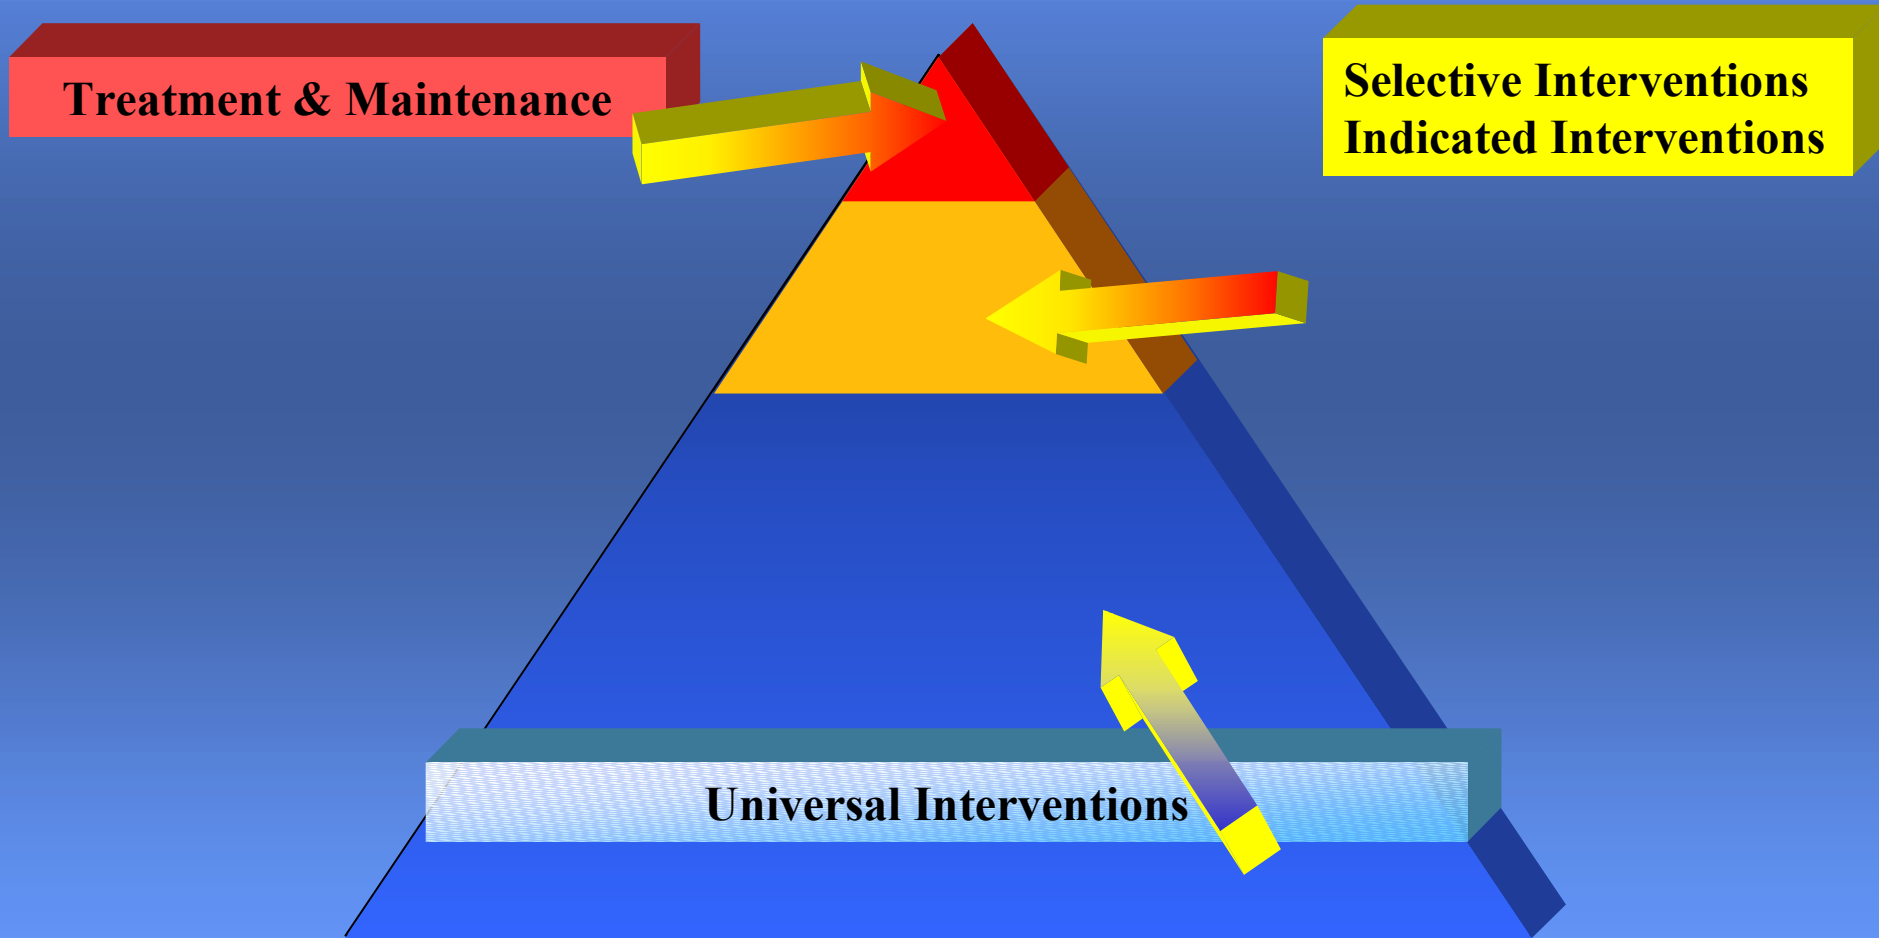 Treatment & Maintenance
Selective Interventions
Indicated Interventions
Universal Interventions